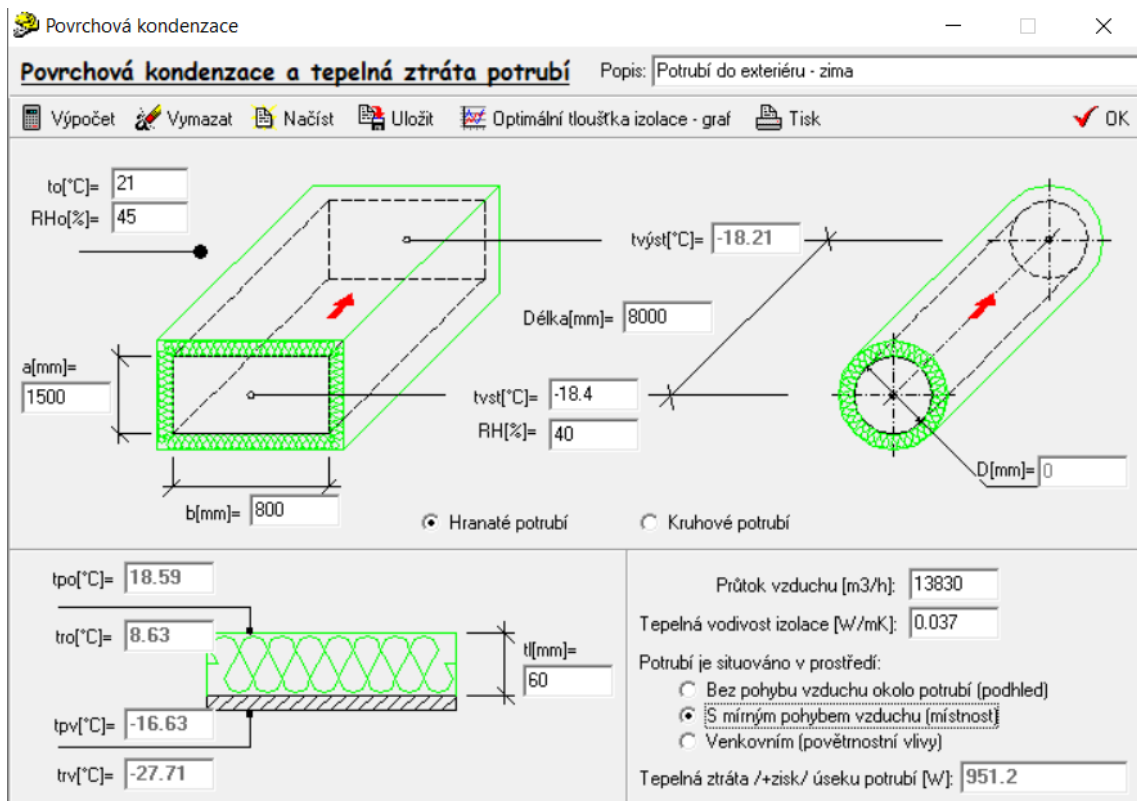 Povrchová kondenzace
Povrchová kondenzace a tepelná ztráta potrubí Popis: Potrubí do exteriéru - zima
Výpočet Vymazat Načíst Uložit Optimální tloušťka izolace - graf Tisk OK
to[°C]= 21
RHo[%]= 45
tvýst[°C]= -18.21
Délka[mm]= 8000
a[mm]=
1500
tvst[°C]= -18.4
RH[%]= 40
D[mm]= 0
b[mm]= 800
Hranaté potrubí Kruhové potrubí
tpo[°C]= 18.59
tro[°C]= 8.63
tl[mm]=
60
tpv[°C]= -16.63
trv[°C]= -27.71
Průtok vzduchu [m3/h]: 13830
Tepelná vodivost izolace [W/mK]: 0.037
Potrubí je situováno v prostředí:
Bez pohybu vzduchu okolo potrubí (podhled)
S mírným pohybem vzduchu (místnost)
Venkovním (povětrnostní vlivy)
Tepelná ztráta /+zisk/ úseku potrubí [W]: 951.2